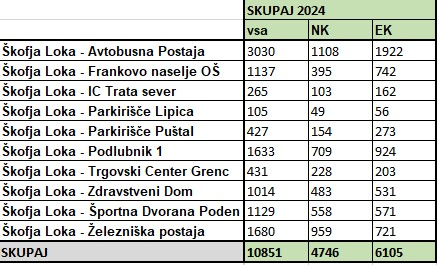 SKUPAJ 2024
vsa NK EK
Škofja Loka - Avtobusna Postaja 3030 1108 1922
Škofja Loka - Frankovo naselje OŠ 1137 395 742
Škofja Loka - IC Trata sever 265 103 162
Škofja Loka - Parkirišče Lipica 105 49 56
Škofja Loka - Parkirišče Puštal 427 154 273
Škofja Loka - Podlubnik 1 1633 709 924
Škofja Loka - Trgovski Center Grenc 431 228 203
Škofja Loka - Zdravstveni Dom 1014 483 531
Škofja Loka - Športna Dvorana Poden 1129 558 571
Škofja Loka - Železniška postaja 1680 959 721
SKUPAJ 10851 4746 6105